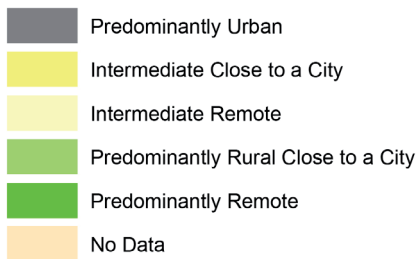 Predominantly Urban
Intermediate Close to a City
Intermediate Remote
Predominantly Rural Close to a City
Predominantly Remote
No Data